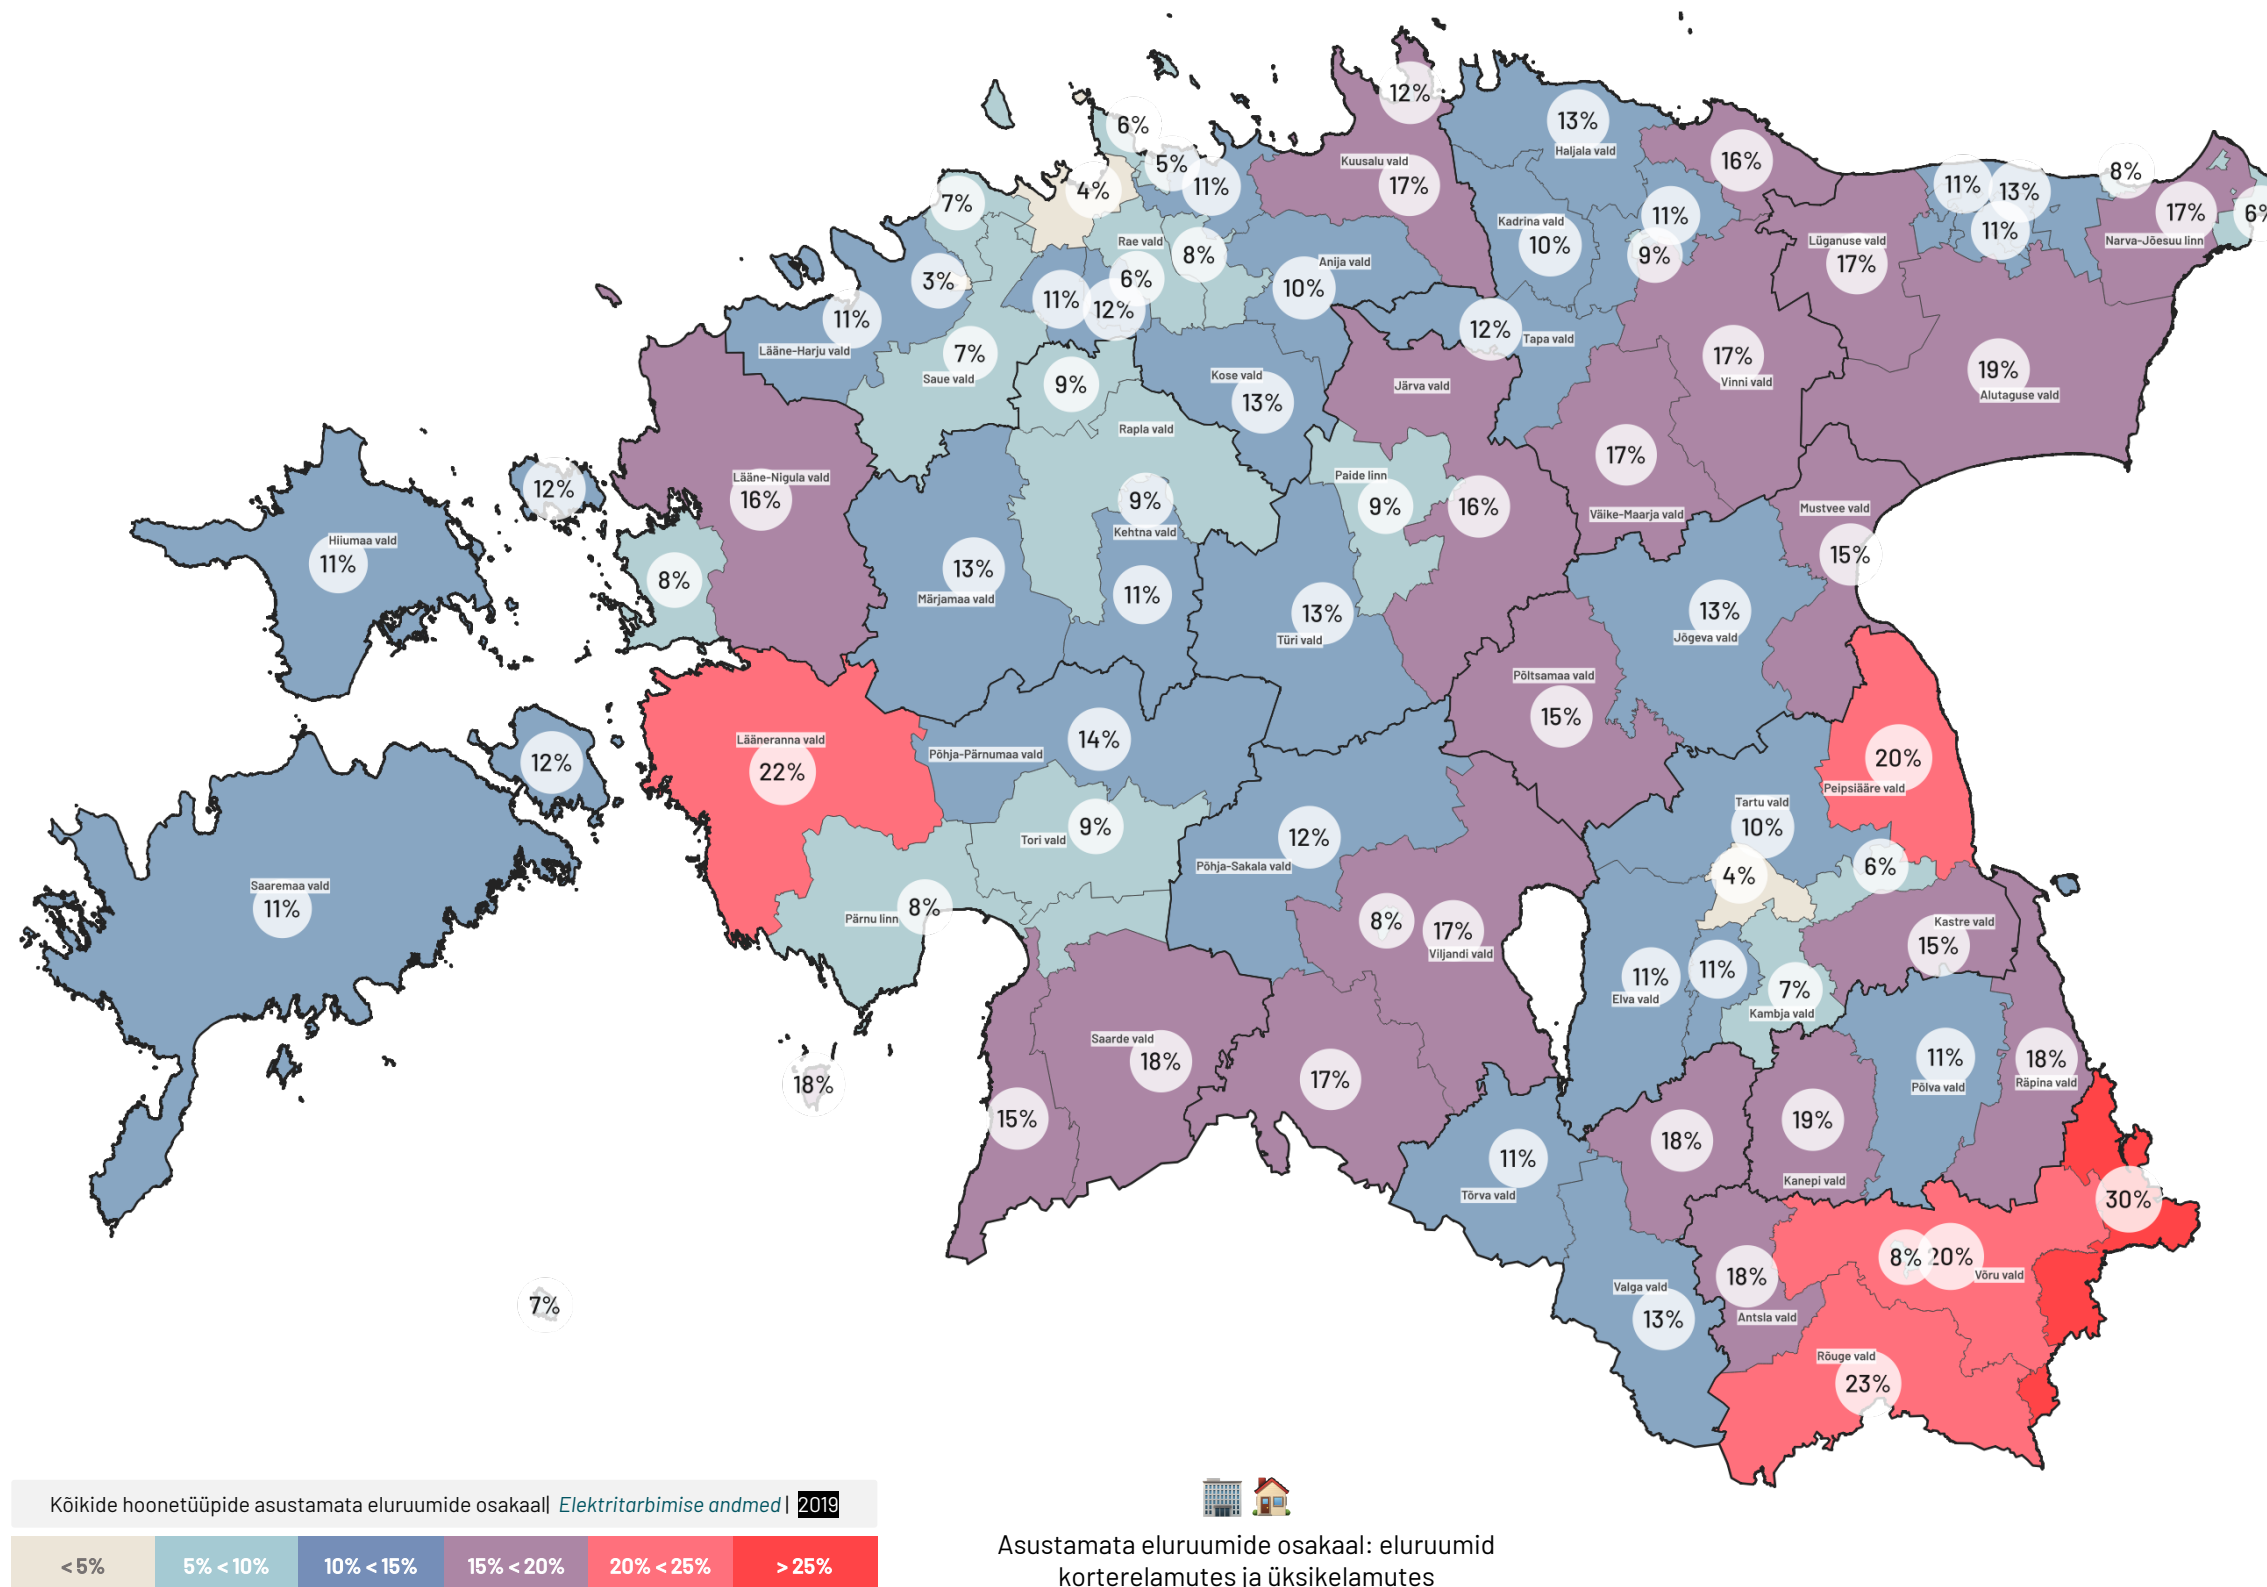 12%
13%
Haljala vald
6%
5%
11%
4%
7%
Kuusalu vald
17%
16%
11%
13%
11%
8%
17%
Narva-Jõesuu linn
6%
Kadrina vald
10%
11%
9%
Lüganuse vald
17%
Rae vald
8%
6%
Anija vald
10%
3%
11%
12%
11%
Lääne-Harju vald
7%
Saue vald
9%
Kose vald
13%
12%
Tapa vald
Järva vald
17%
Vinni vald
19%
Alutaguse vald
Rapla vald
9%
Kehtna vald
11%
Paide linn
9%
16%
17%
Väike-Maarja vald
Mustvee vald
15%
12%
Hiiumaa vald
11%
Lääne-Nigula vald
16%
8%
13%
Märjamaa vald
13%
Türi vald
13%
Jõgeva vald
Põltsamaa vald
15%
12%
Lääneranna vald
22%
14%
Põhja-Pärnumaa vald
20%
Peipsiääre vald
Tartu vald
10%
Tori vald
9%
12%
Põhja-Sakala vald
4%
6%
Saaremaa vald
11%
Pärnu linn
8%
8%
17%
Viljandi vald
Kastre vald
15%
11%
Elva vald
11%
7%
Kambja vald
18%
15%
Saarde vald
18%
17%
11%
Põlva vald
18%
Räpina vald
18%
19%
Kanepi vald
11%
Tõrva vald
30%
8%
20%
Võru vald
7%
Valga vald
13%
18%
Antsla vald
Rõuge vald
23%
Kõikide hoonetüüpide asustamata eluruumide osakaal| Elektritarbimise andmed | 2019
< 5% 5% < 10% 10% < 15% 15% < 20% 20% < 25% > 25%
Asustamata eluruumide osakaal: eluruumid
korterelamutes ja üksikelamutes